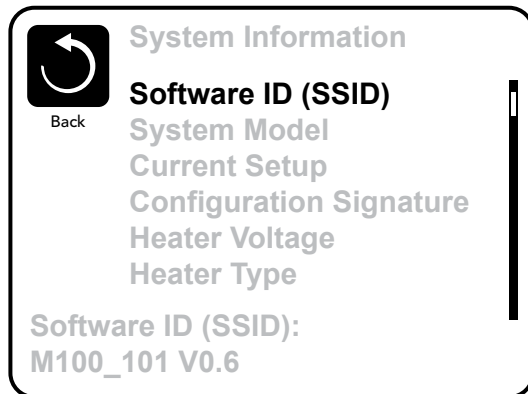 System Information
Back
Software ID (SSID)
System Model
Current Setup
Configuration Signature
Heater Voltage
Heater Type
Software ID (SSID):
M100_101 V0.6